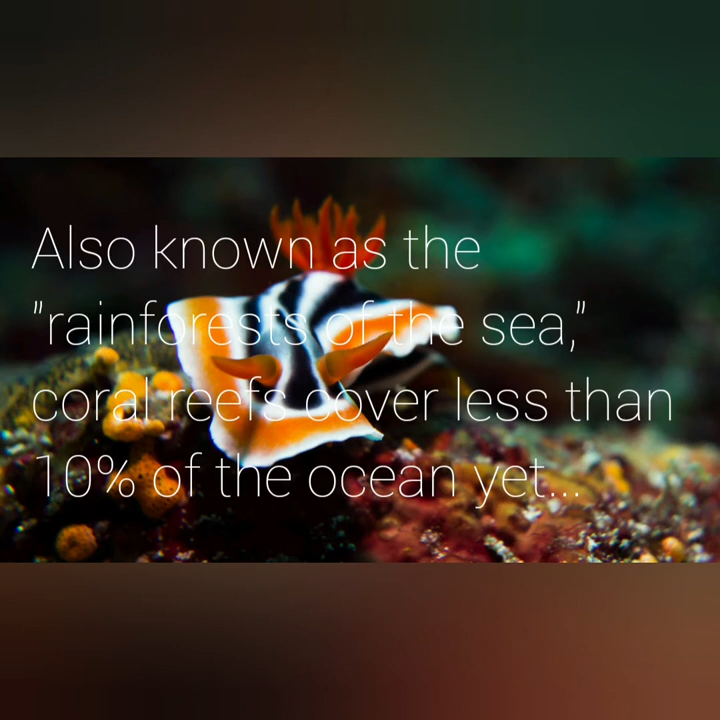 Also known as the
"rainforests of the sea,"
coral reefs cover less than
10% of the ocean yet...